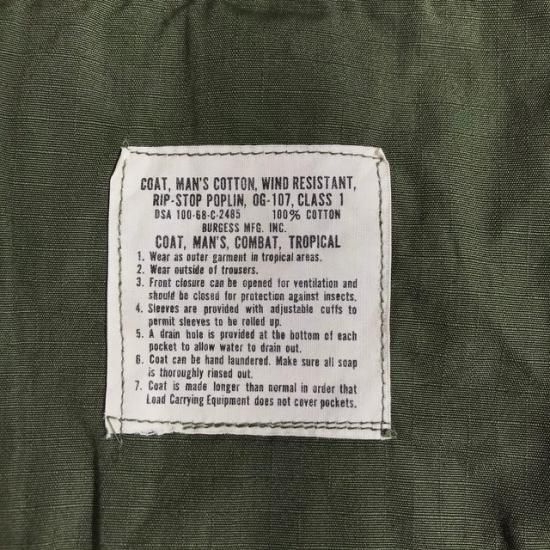 COAT, MAN'S COTTON, WIND RESISTANT,
RIP-STOP POPLIN, OG-107, CLASS 1
DSA 100-68-C-2485 100% COTTON
BURGESS MFG. INC.
COAT, MAN'S, COMBAT, TROPICAL
1. Wear as outer garment in tropical areas.
2. Wear outside of trousers.
3. Front closure can be opened for ventilation and
should be closed for protection against insects.
4. Sleeves are provided with adjustable cuffs to
permit sleeves to be rolled up.
5. A drain hole is provided at the bottom of each
pocket to allow water to drain out.
6. Coat can be hand laundered. Make sure all soap
is thoroughly rinsed out.
7. Coat is made longer than normal in order that
Load Carrying Equipment does not cover pockets.